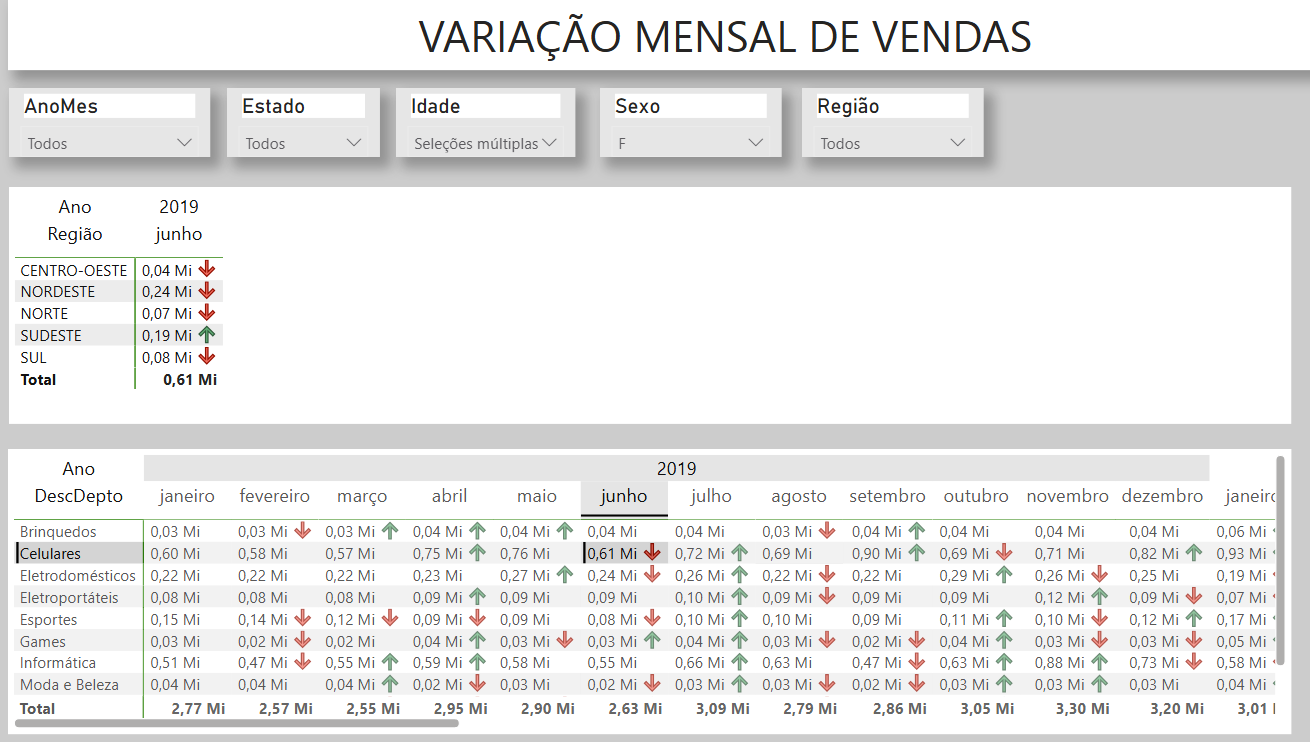 VARIAÇÃO MENSAL DE VENDAS
AnoMes Estado Idade Sexo Região
Todos Todos Seleções múltiplas F Todos
Ano 2019
Região junho
CENTRO-OESTE 0,04 Mi
NORDESTE 0,24 Mi
NORTE 0,07 Mi
SUDESTE 0,19 Mi
SUL 0,08 Mi
Total 0,61 Mi
Ano 2019
DescDepto janeiro fevereiro março abril maio junho julho agosto setembro outubro novembro dezembro janeiro
Brinquedos 0,03 Mi 0,03 Mi 0,03 Mi 0,04 Mi 0,04 Mi 0,04 Mi 0,04 Mi 0,03 Mi 0,04 Mi 0,04 Mi 0,04 Mi 0,04 Mi 0,06 Mi
Celulares 0,60 Mi 0,58 Mi 0,57 Mi 0,75 Mi 0,76 Mi 0,61 Mi 0,72 Mi 0,69 Mi 0,90 Mi 0,69 Mi 0,71 Mi 0,82 Mi 0,93 Mi
Eletrodomésticos 0,22 Mi 0,22 Mi 0,22 Mi 0,23 Mi 0,27 Mi 0,24 Mi 0,26 Mi 0,22 Mi 0,22 Mi 0,29 Mi 0,26 Mi 0,25 Mi 0,19 Mi
Eletroportáteis 0,08 Mi 0,08 Mi 0,08 Mi 0,09 Mi 0,09 Mi 0,09 Mi 0,10 Mi 0,09 Mi 0,09 Mi 0,09 Mi 0,12 Mi 0,09 Mi 0,07 Mi
Esportes 0,15 Mi 0,14 Mi 0,12 Mi 0,09 Mi 0,09 Mi 0,08 Mi 0,10 Mi 0,10 Mi 0,09 Mi 0,11 Mi 0,10 Mi 0,12 Mi 0,17 Mi
Games 0,03 Mi 0,02 Mi 0,02 Mi 0,04 Mi 0,03 Mi 0,03 Mi 0,04 Mi 0,03 Mi 0,02 Mi 0,04 Mi 0,03 Mi 0,03 Mi 0,05 Mi
Informática 0,51 Mi 0,47 Mi 0,55 Mi 0,59 Mi 0,58 Mi 0,55 Mi 0,66 Mi 0,63 Mi 0,47 Mi 0,63 Mi 0,88 Mi 0,73 Mi 0,58 Mi
Moda e Beleza 0,04 Mi 0,04 Mi 0,04 Mi 0,02 Mi 0,03 Mi 0,02 Mi 0,03 Mi 0,03 Mi 0,02 Mi 0,03 Mi 0,03 Mi 0,03 Mi 0,04 Mi
Total 2,77 Mi 2,57 Mi 2,55 Mi 2,95 Mi 2,90 Mi 2,63 Mi 3,09 Mi 2,79 Mi 2,86 Mi 3,05 Mi 3,30 Mi 3,20 Mi 3,01